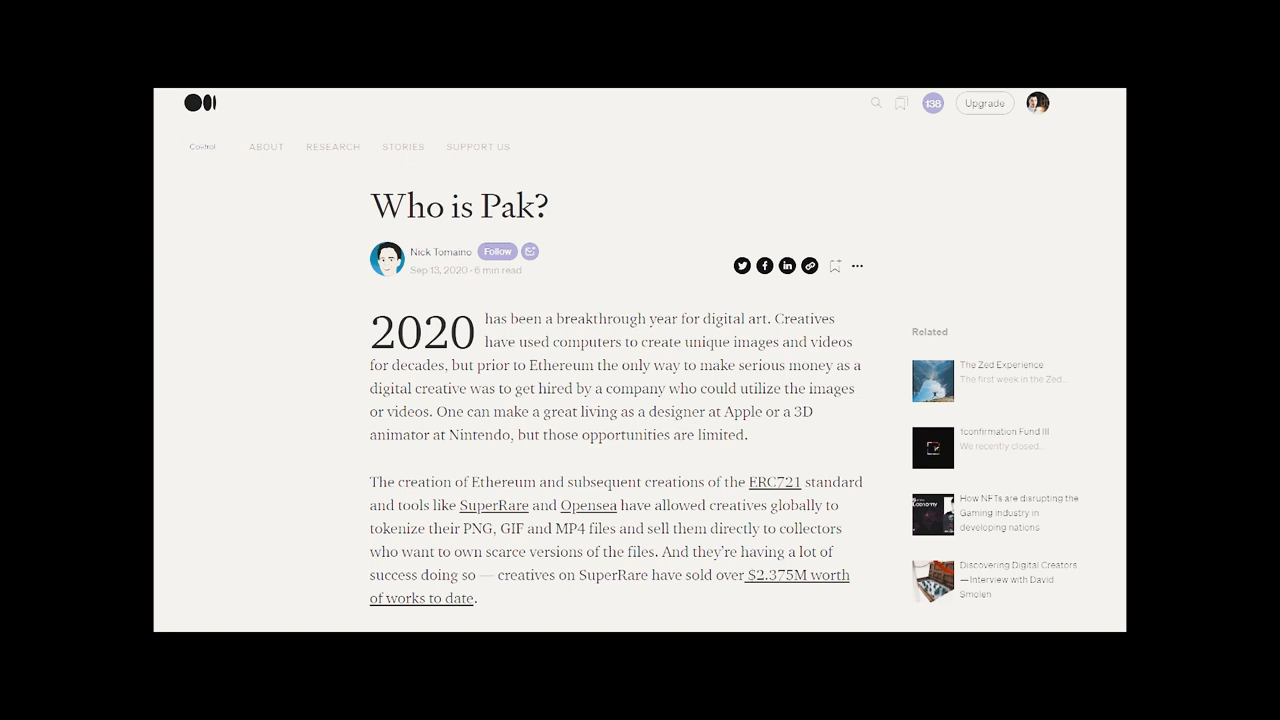 138
Upgrade
Control
ABOUT
RESEARCH
STORIES
SUPPORT US
Who is Pak?
Nick Tomaino
Follow
Sep 13, 2020 · 6 min read
2020 has been a breakthrough year for digital art. Creatives
have used computers to create unique images and videos
for decades, but prior to Ethereum the only way to make serious money as a
digital creative was to get hired by a company who could utilize the images
or videos. One can make a great living as a designer at Apple or a 3D
animator at Nintendo, but those opportunities are limited.
The creation of Ethereum and subsequent creations of the ERC721 standard
and tools like SuperRare and Opensea have allowed creatives globally to
tokenize their PNG, GIF and MP4 files and sell them directly to collectors
who want to own scarce versions of the files. And they're having a lot of
success doing so — creatives on SuperRare have sold over $2.375M worth
of works to date.
Related
The Zed Experience
The first week in the Zed...
1confirmation Fund III
We recently closed...
How NFTs are disrupting the
Gaming industry in
developing nations
Discovering Digital Creators
— Interview with David
Smolen